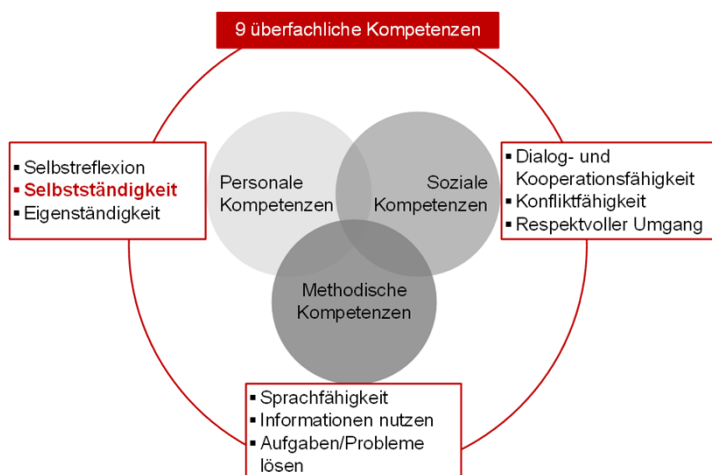 9 überfachliche Kompetenzen
▪ Selbstreflexion
▪ Selbstständigkeit
▪ Eigenständigkeit
Personale
Kompetenzen
Soziale
Kompetenzen
▪ Dialog- und
Kooperationsfähigkeit
▪ Konfliktfähigkeit
▪ Respektvoller Umgang
Methodische
Kompetenzen
▪ Sprachfähigkeit
▪ Informationen nutzen
▪ Aufgaben/Probleme
lösen